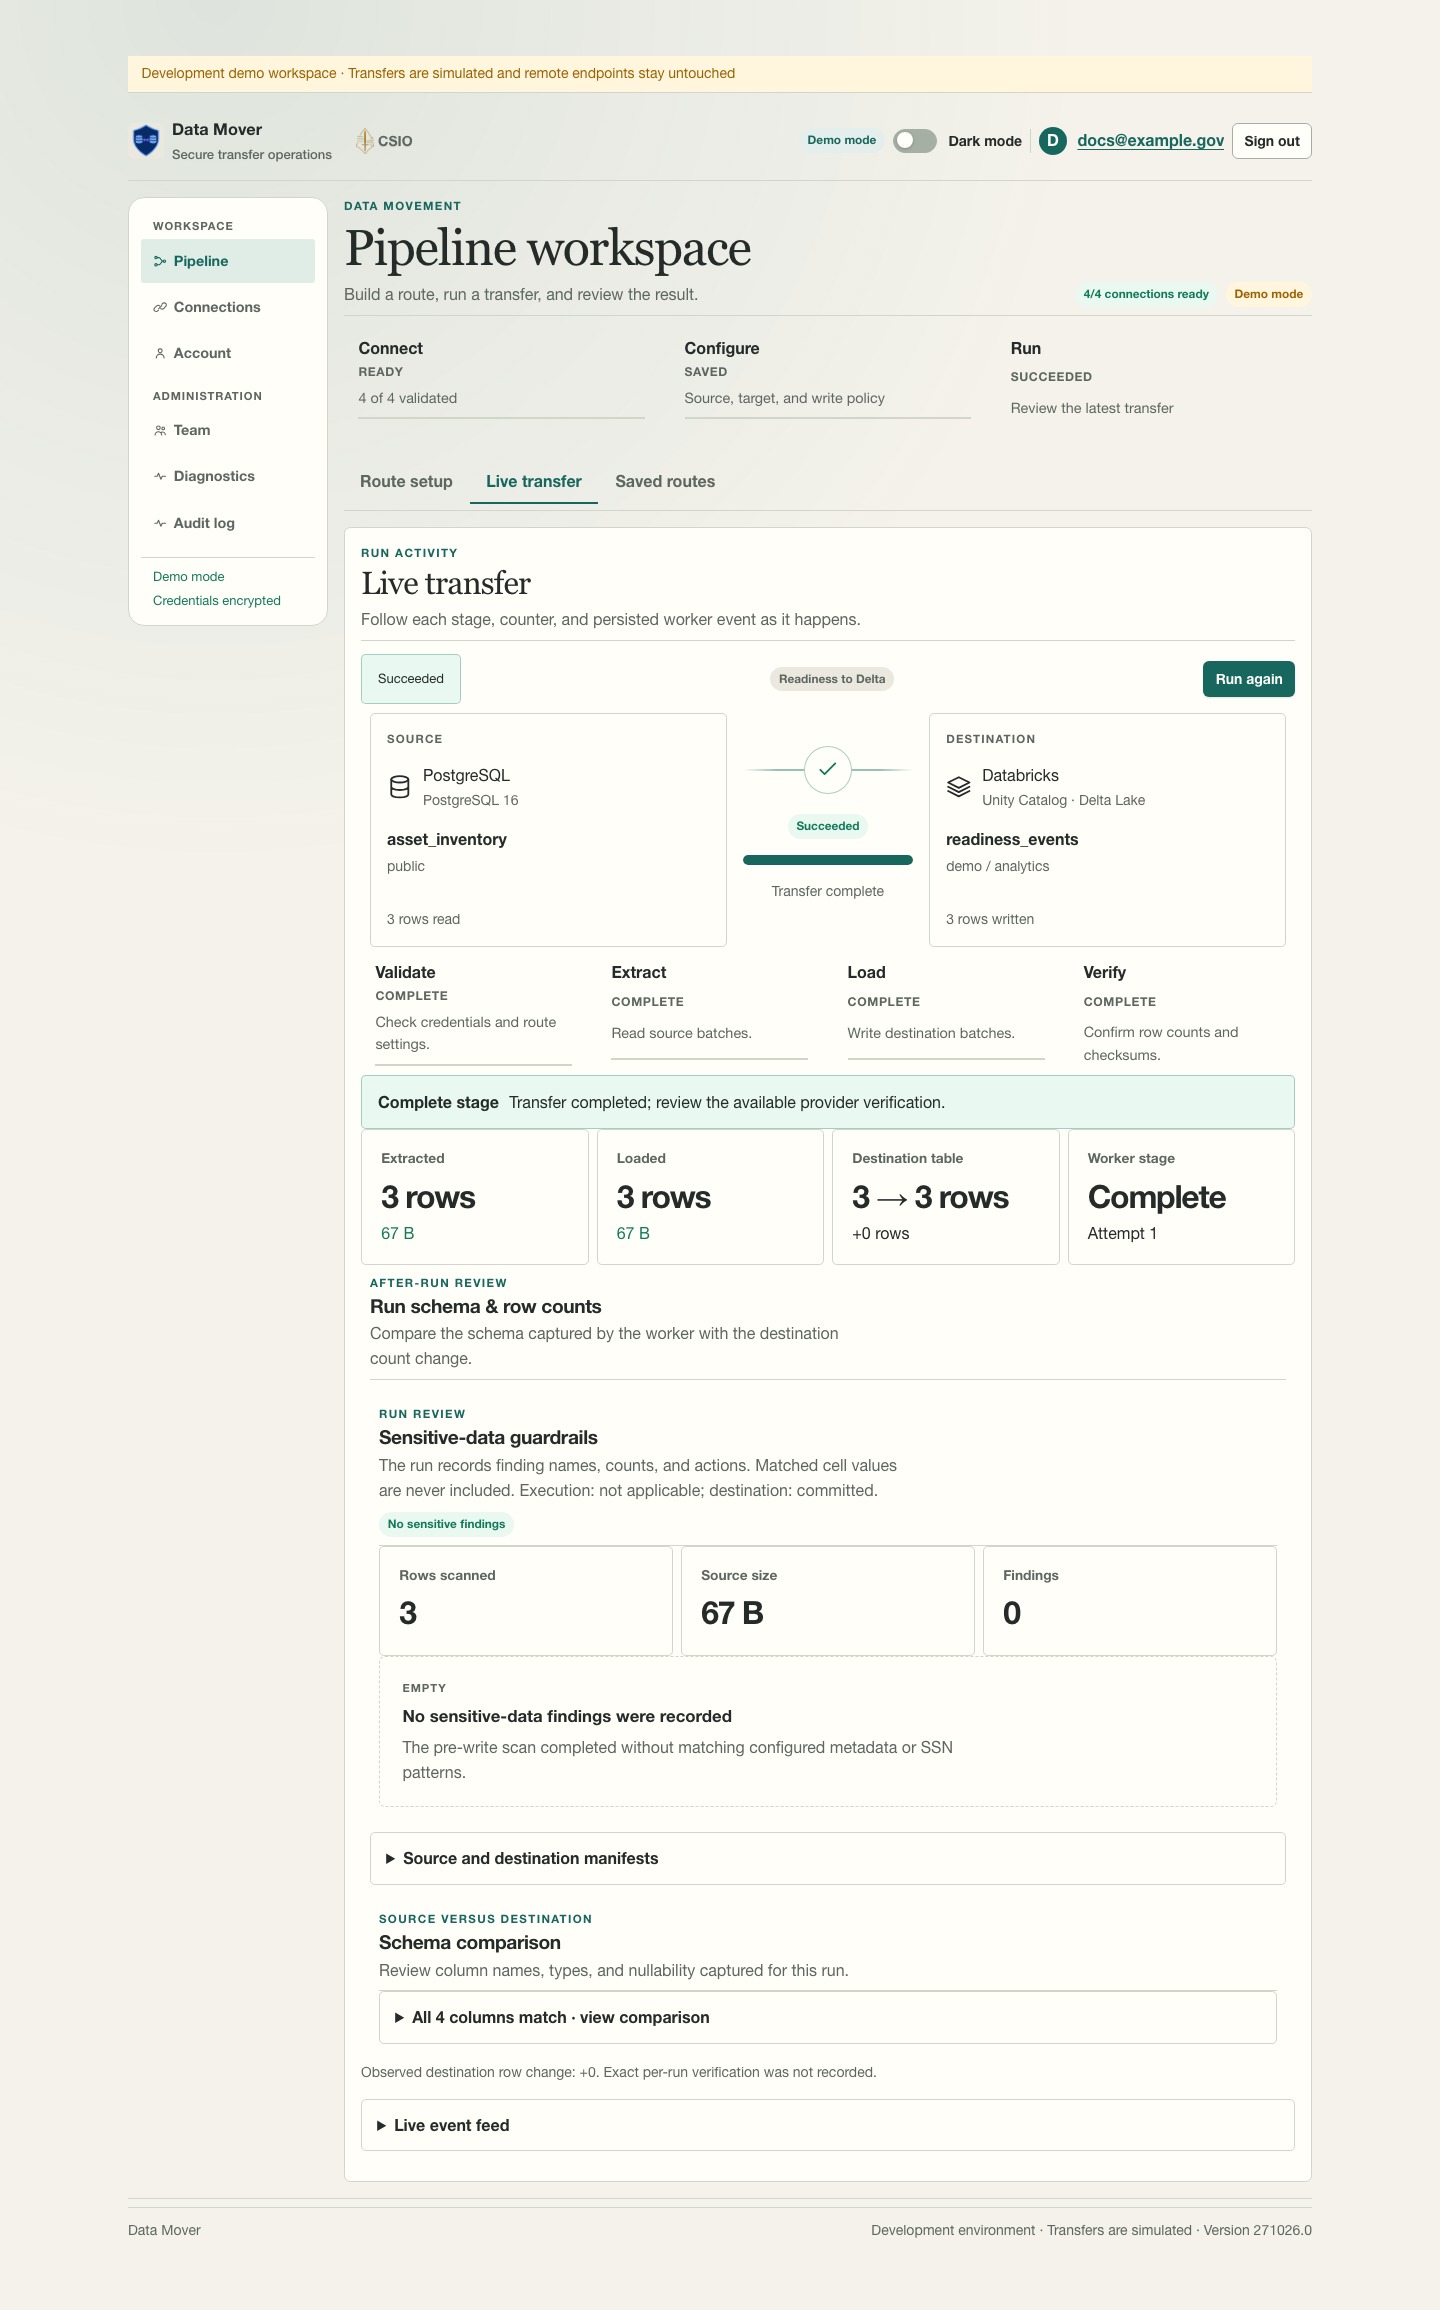 Development demo workspace · Transfers are simulated and remote endpoints stay untouched
Data Mover
Secure transfer operations
CSIO
Demo mode
Dark mode
D
docs@example.gov
Sign out
WORKSPACE
Pipeline
Connections
Account
ADMINISTRATION
Team
Diagnostics
Audit log
Demo mode
Credentials encrypted
DATA MOVEMENT
Pipeline workspace
Build a route, run a transfer, and review the result.
4/4 connections ready
Demo mode
Connect
READY
4 of 4 validated
Configure
SAVED
Source, target, and write policy
Run
SUCCEEDED
Review the latest transfer
Route setup
Live transfer
Saved routes
RUN ACTIVITY
Live transfer
Follow each stage, counter, and persisted worker event as it happens.
Succeeded
Readiness to Delta
Run again
SOURCE
PostgreSQL
PostgreSQL 16
asset_inventory
public
3 rows read
Succeeded
Transfer complete
DESTINATION
Databricks
Unity Catalog · Delta Lake
readiness_events
demo / analytics
3 rows written
Validate
COMPLETE
Check credentials and route
settings.
Extract
COMPLETE
Read source batches.
Load
COMPLETE
Write destination batches.
Verify
COMPLETE
Confirm row counts and
checksums.
Complete stage Transfer completed; review the available provider verification.
Extracted
3 rows
67 B
Loaded
3 rows
67 B
Destination table
3 → 3 rows
+0 rows
Worker stage
Complete
Attempt 1
AFTER-RUN REVIEW
Run schema & row counts
Compare the schema captured by the worker with the destination
count change.
RUN REVIEW
Sensitive-data guardrails
The run records finding names, counts, and actions. Matched cell values
are never included. Execution: not applicable; destination: committed.
No sensitive findings
Rows scanned
3
Source size
67 B
Findings
0
EMPTY
No sensitive-data findings were recorded
The pre-write scan completed without matching configured metadata or SSN
patterns.
Source and destination manifests
SOURCE VERSUS DESTINATION
Schema comparison
Review column names, types, and nullability captured for this run.
All 4 columns match · view comparison
Observed destination row change: +0. Exact per-run verification was not recorded.
Live event feed
Data Mover
Development environment · Transfers are simulated · Version 271026.0